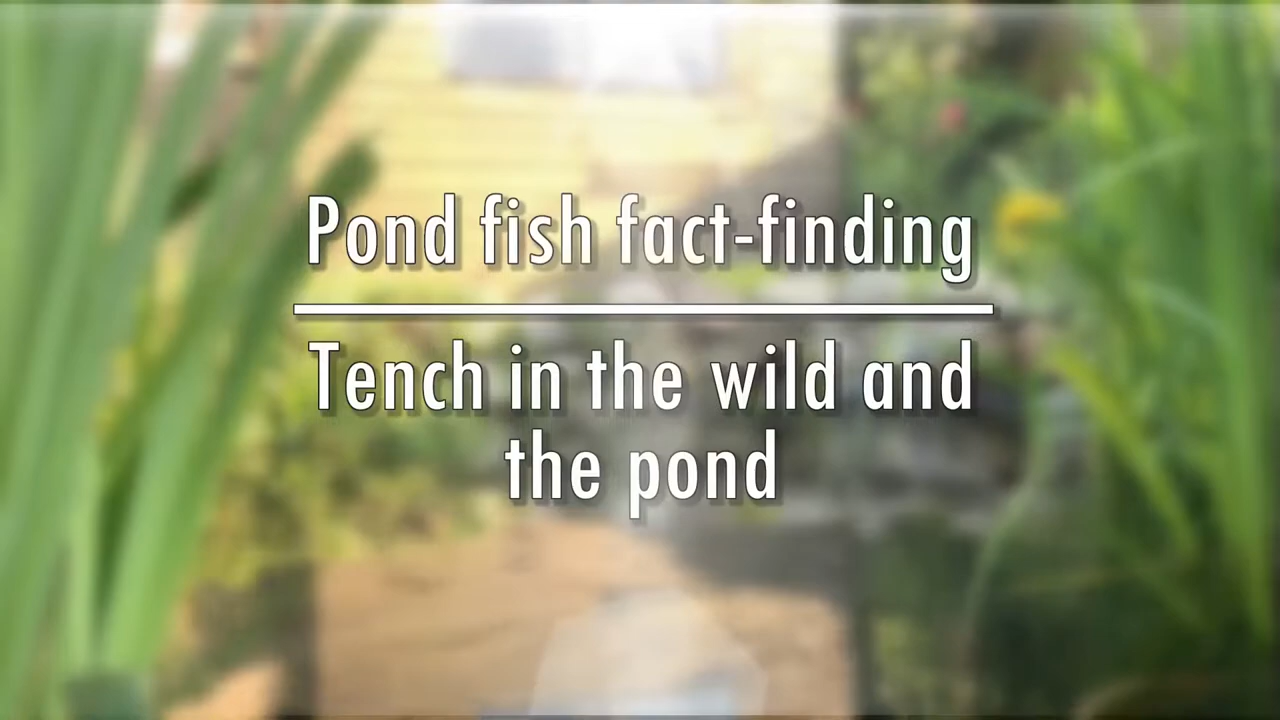 Pond fish fact-finding
Tench in the wild and
the pond